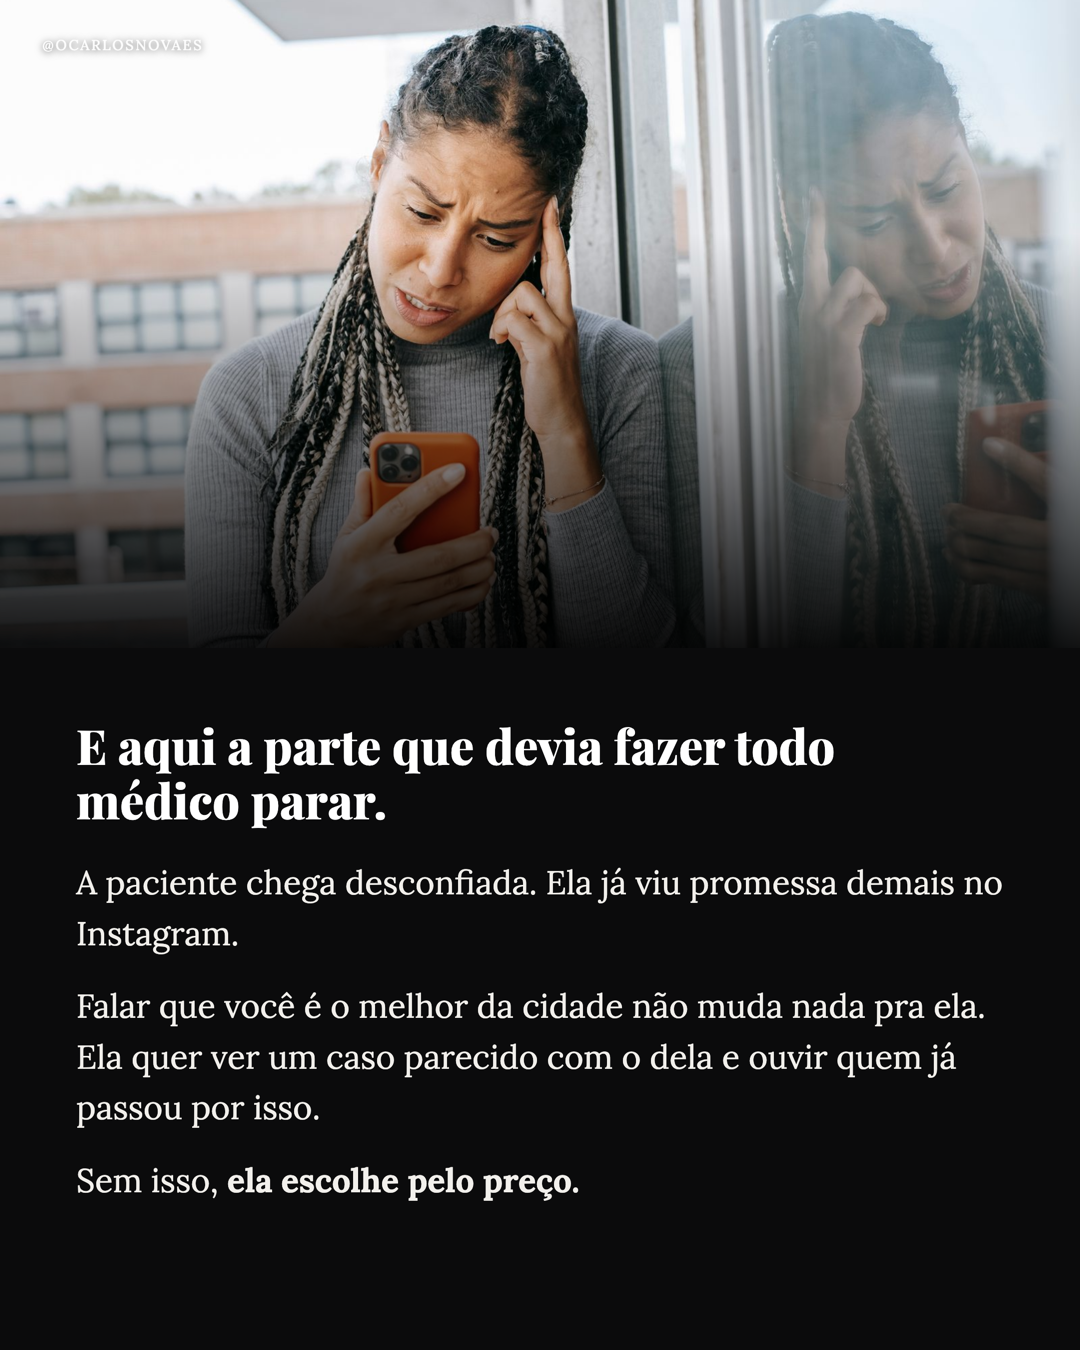 @OCARLOSNOVAES
E aqui a parte que devia fazer todo
médico parar.
A paciente chega desconfiada. Ela já viu promessa demais no
Instagram.
Falar que você é o melhor da cidade não muda nada pra ela.
Ela quer ver um caso parecido com o dela e ouvir quem já
passou por isso.
Sem isso, ela escolhe pelo preço.